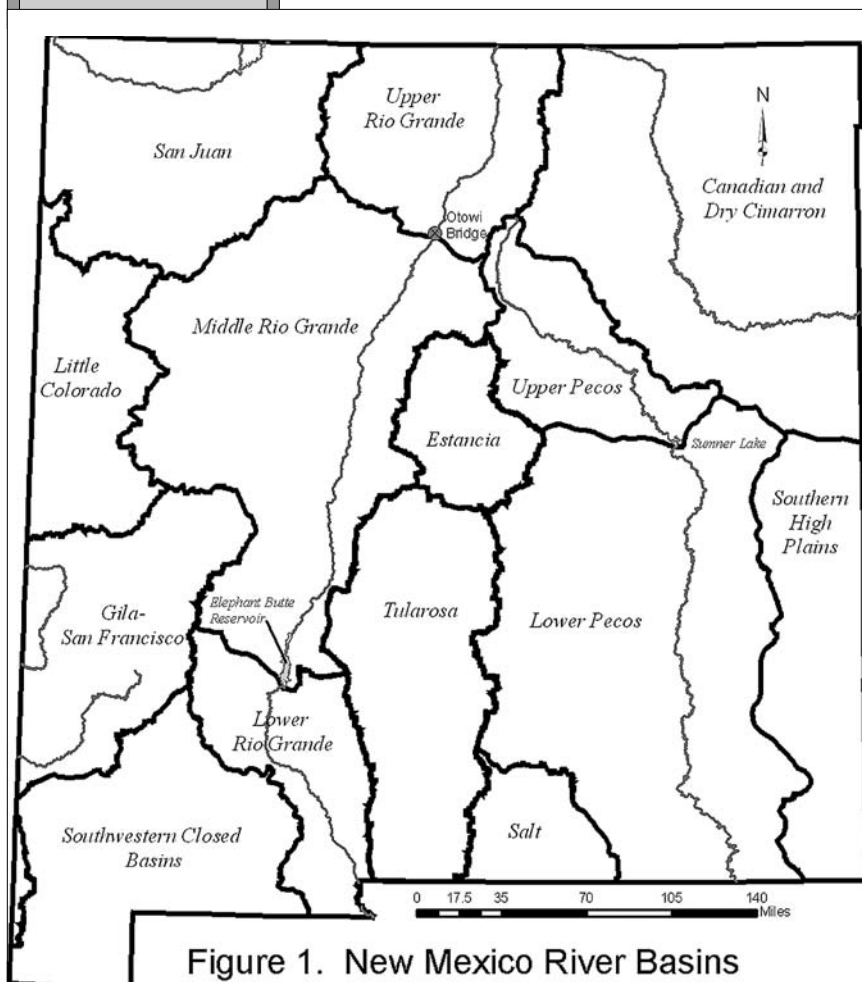 Upper
Rio Grande
N
San Juan
Canadian and
Dry Cimarron
Otowi
Bridge
Middle Rio Grande
Little
Colorado
Upper Pecos
Estancia
Sumner Lake
Southern
High
Plains
Elephant Butte
Reservoir
Gila-
San Francisco
Tularosa
Lower Pecos
Lower
Rio Grande
Southwestern Closed
Basins
Salt
0 17.5 35 70 105 140
Miles
Figure 1. New Mexico River Basins